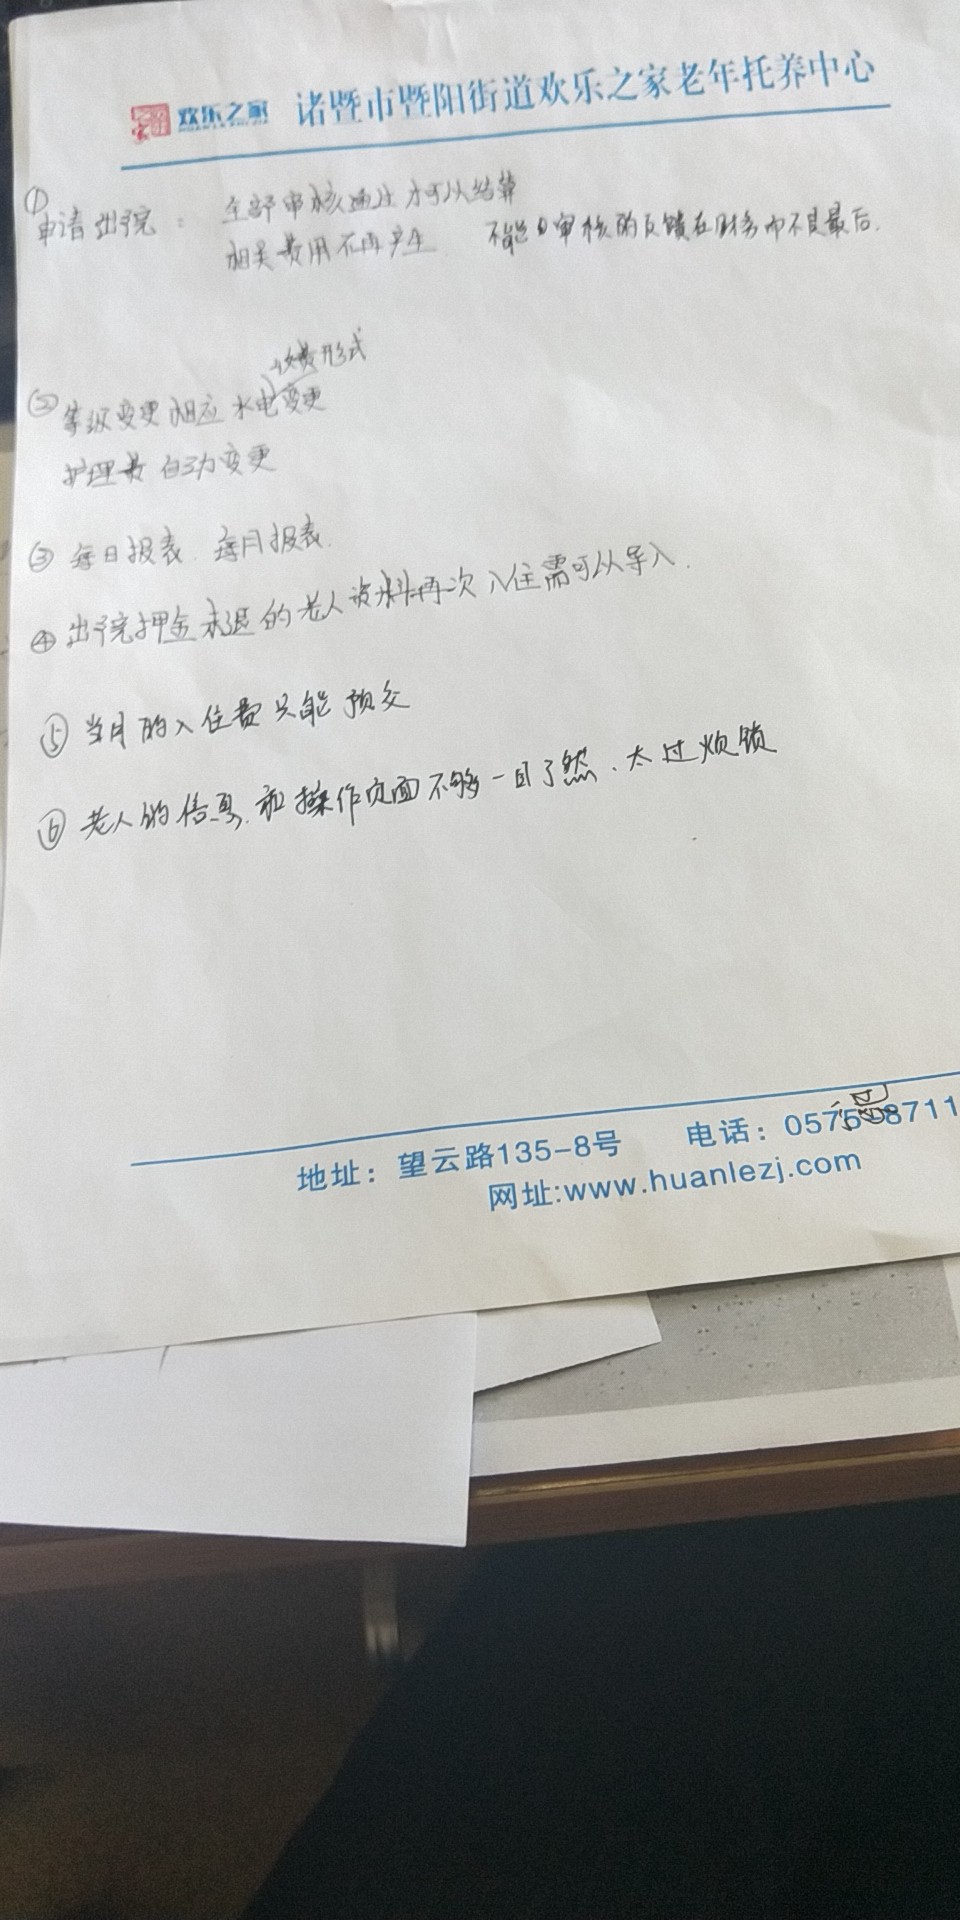 欢乐之家 诸暨市暨阳街道欢乐之家老年托养中心
① 申请出院： 全部审核通过才可以结算
相关费用不再产生 不能审核的反馈在财务而不是最后.
收费形式
② 等级变更相应水电变更
护理费自动变更
③ 每日报表. 每月报表.
④ 出院押金未退的老人资料再次入住需可以导入.
⑤ 当月的入住费只能预交
⑥ 老人的信息.和操作页面不够一目了然、太过烦锁
地址：望云路135-8号 电话：0575-8711
网址:www.huanlezj.com